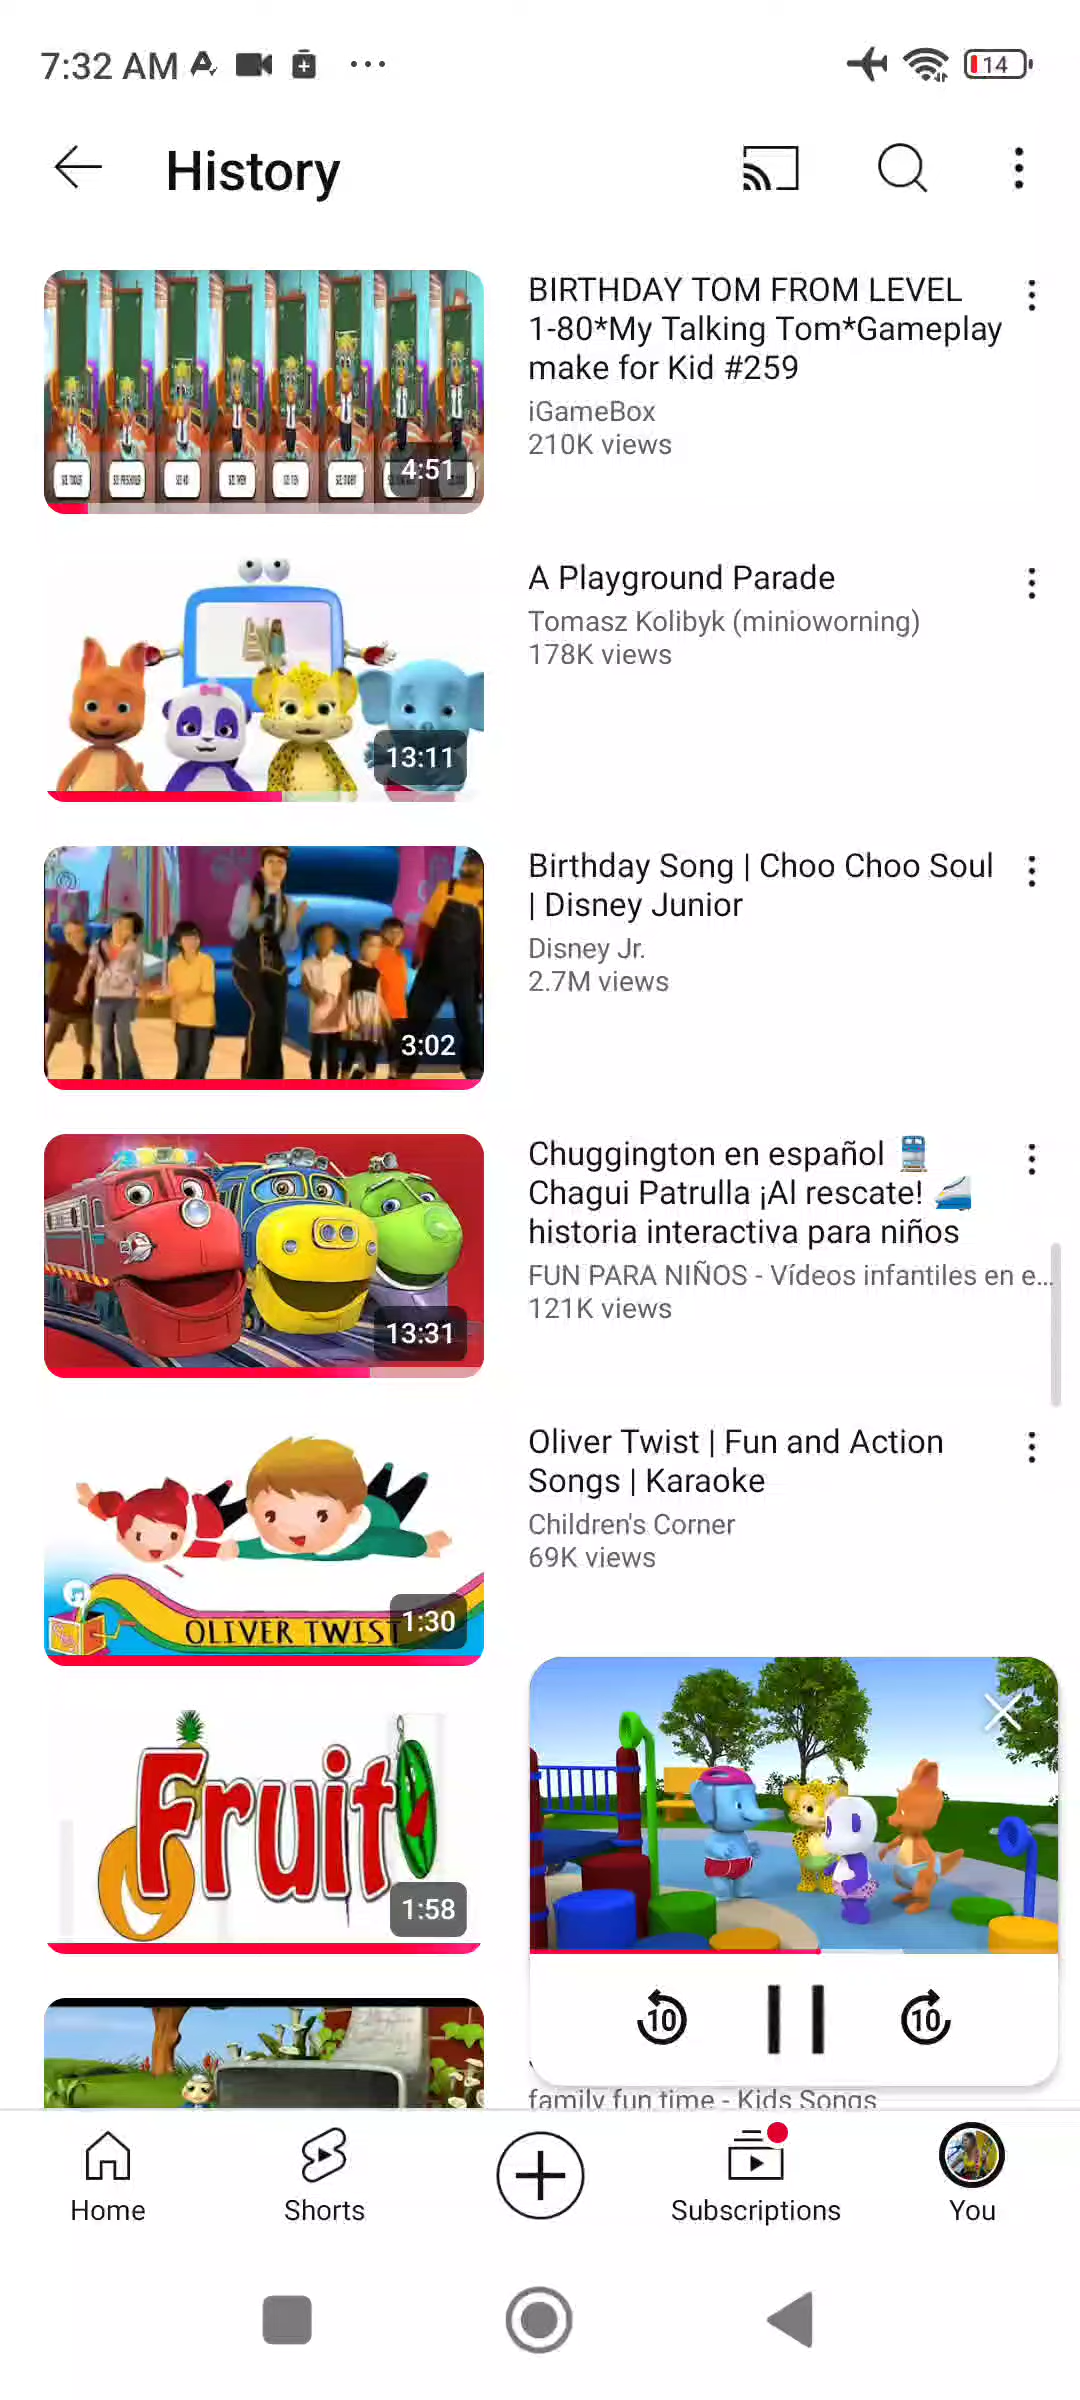 7:32 AM
14
History
BIRTHDAY TOM FROM LEVEL
1-80*My Talking Tom*Gameplay
make for Kid #259
iGameBox
210K views
4:51
A Playground Parade
Tomasz Kolibyk (minioworning)
178K views
13:11
Birthday Song | Choo Choo Soul
| Disney Junior
Disney Jr.
2.7M views
3:02
Chuggington en español
Chagui Patrulla ¡Al rescate!
historia interactiva para niños
FUN PARA NIÑOS - Vídeos infantiles en e...
121K views
13:31
Oliver Twist | Fun and Action
Songs | Karaoke
Children's Corner
69K views
OLIVER TWIST
1:30
Fruit
1:58
10
10
family fun time - Kids Songs
Home
Shorts
Subscriptions
You